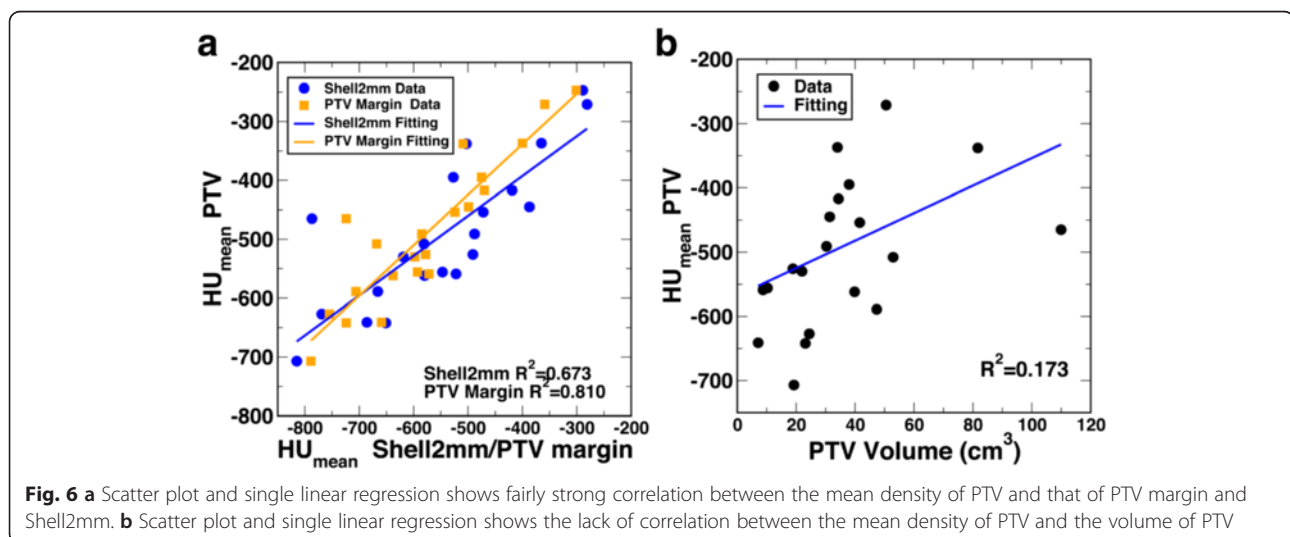 a
-200
-300
-400
-500
-600
-700
-800
HU_mean PTV
Shell2mm Data
PTV Margin Data
Shell2mm Fitting
PTV Margin Fitting
Shell2mm R²=0.673
PTV Margin R²=0.810
-800 -700 -600 -500 -400 -300 -200
HU_mean Shell2mm/PTV margin
b
-200
-300
-400
-500
-600
-700
HU_mean PTV
Data
Fitting
R²=0.173
0 20 40 60 80 100 120
PTV Volume (cm³)
Fig. 6 a Scatter plot and single linear regression shows fairly strong correlation between the mean density of PTV and that of PTV margin and
Shell2mm. b Scatter plot and single linear regression shows the lack of correlation between the mean density of PTV and the volume of PTV